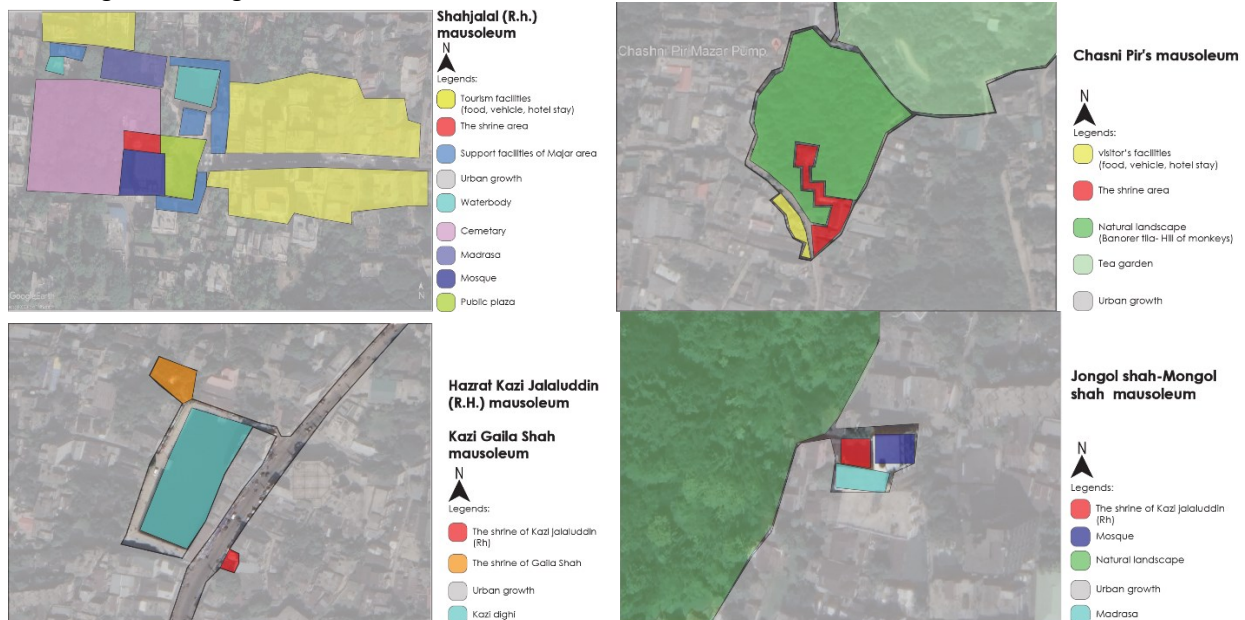 Shahjalal (R.h.)
mausoleum
N
Legends:
Tourism facilities
(food, vehicle, hotel stay)
The shrine area
Support facilities of Majar area
Urban growth
Waterbody
Cemetary
Madrasa
Mosque
Public plaza
N
Chashni Pir Mazar Pump
Chasni Pir's mausoleum
N
Legends:
visitor's facilities
(food, vehicle, hotel stay)
The shrine area
Natural landscape
(Banorer tila- Hill of monkeys)
Tea garden
Urban growth
Hazrat Kazi Jalaluddin
(R.H.) mausoleum
Kazi Gaila Shah
mausoleum
N
Legends:
The shrine of Kazi jalaluddin
(Rh)
The shrine of Gaila Shah
Urban growth
Kazi dighi
Jongol shah-Mongol
shah mausoleum
N
Legends:
The shrine of Kazi jalaluddin
(Rh)
Mosque
Natural landscape
Urban growth
Madrasa